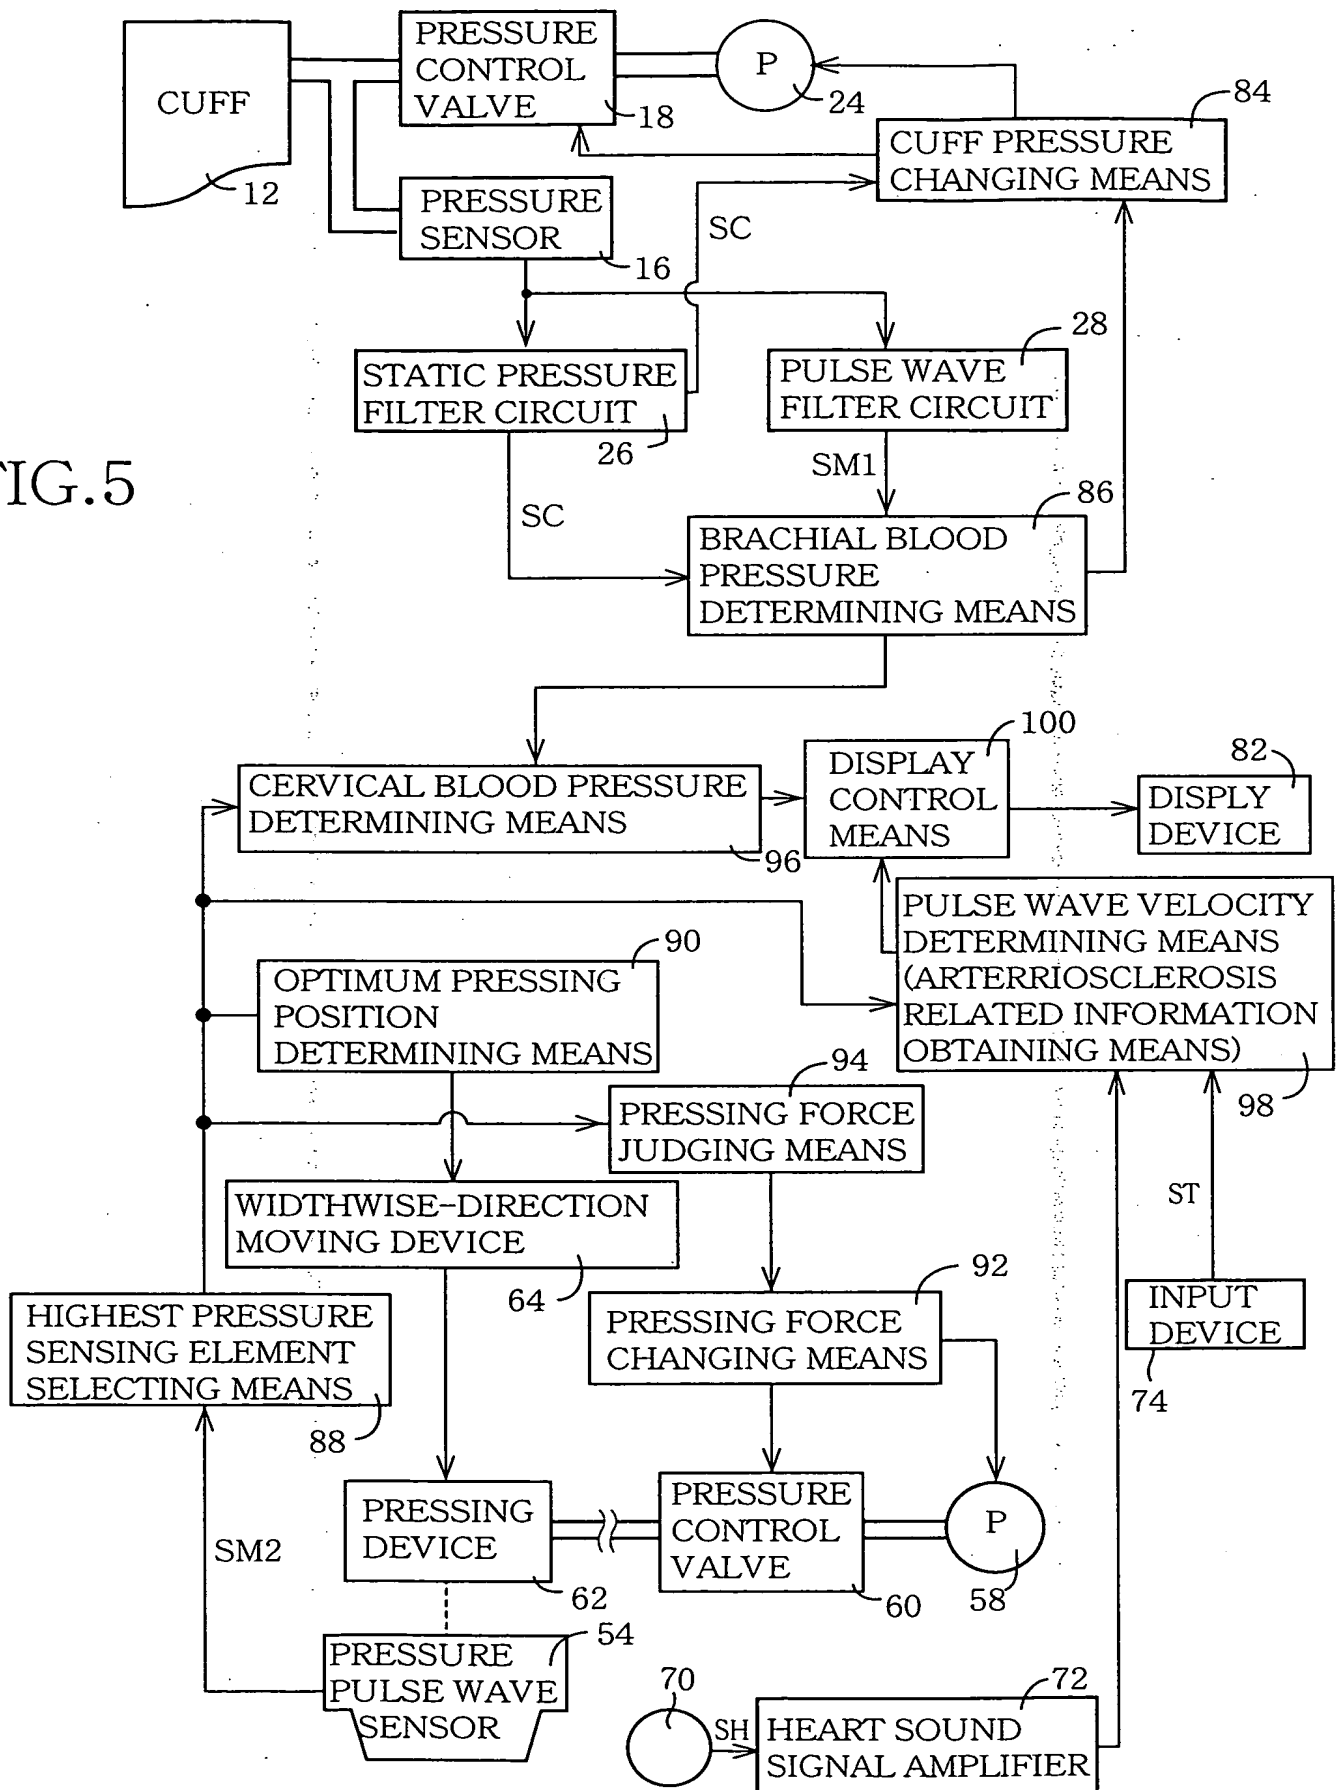 PRESSURE
CONTROL
VALVE
18
P
24
CUFF
12
84
CUFF PRESSURE
CHANGING MEANS
PRESSURE
SENSOR
16
SC
28
STATIC PRESSURE
FILTER CIRCUIT
26
PULSE WAVE
FILTER CIRCUIT
FIG.5
SM1
SC
86
BRACHIAL BLOOD
PRESSURE
DETERMINING MEANS
100
CERVICAL BLOOD PRESSURE
DETERMINING MEANS
96
DISPLAY
CONTROL
MEANS
82
DISPLY
DEVICE
PULSE WAVE VELOCITY
DETERMINING MEANS
(ARTERRIOSCLEROSIS
RELATED INFORMATION
OBTAINING MEANS)
98
90
OPTIMUM PRESSING
POSITION
DETERMINING MEANS
94
PRESSING FORCE
JUDGING MEANS
WIDTHWISE-DIRECTION
MOVING DEVICE
64
ST
92
HIGHEST PRESSURE
SENSING ELEMENT
SELECTING MEANS
88
PRESSING FORCE
CHANGING MEANS
INPUT
DEVICE
74
PRESSING
DEVICE
62
PRESSURE
CONTROL
VALVE
60
P
58
SM2
54
PRESSURE
PULSE WAVE
SENSOR
70
SH
72
HEART SOUND
SIGNAL AMPLIFIER